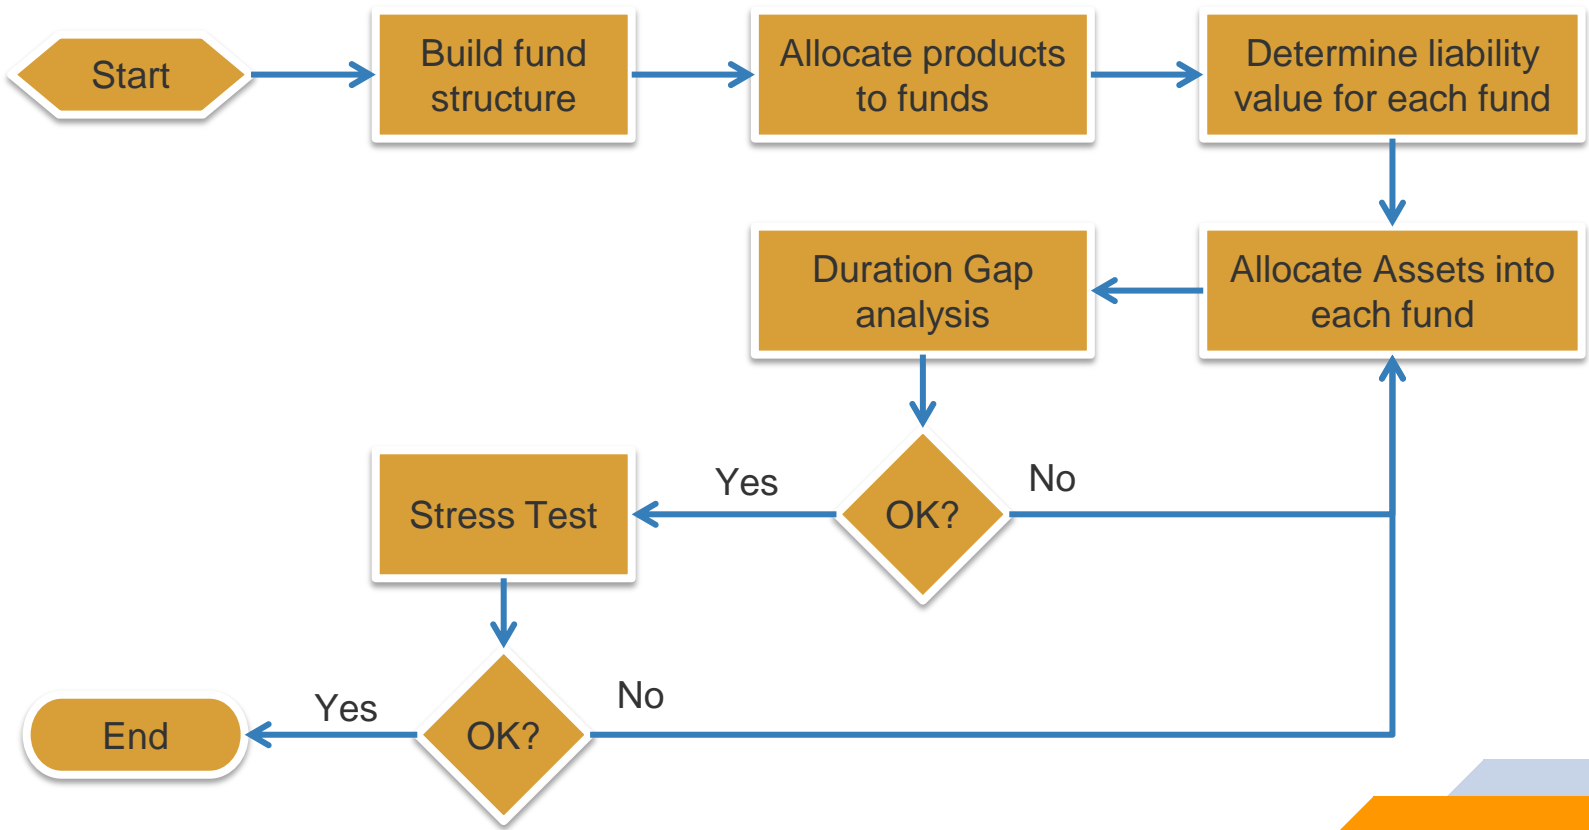 Start
Build fund
structure
Allocate products
to funds
Determine liability
value for each fund
Duration Gap
analysis
Allocate Assets into
each fund
Stress Test
Yes
OK?
No
End
Yes
OK?
No